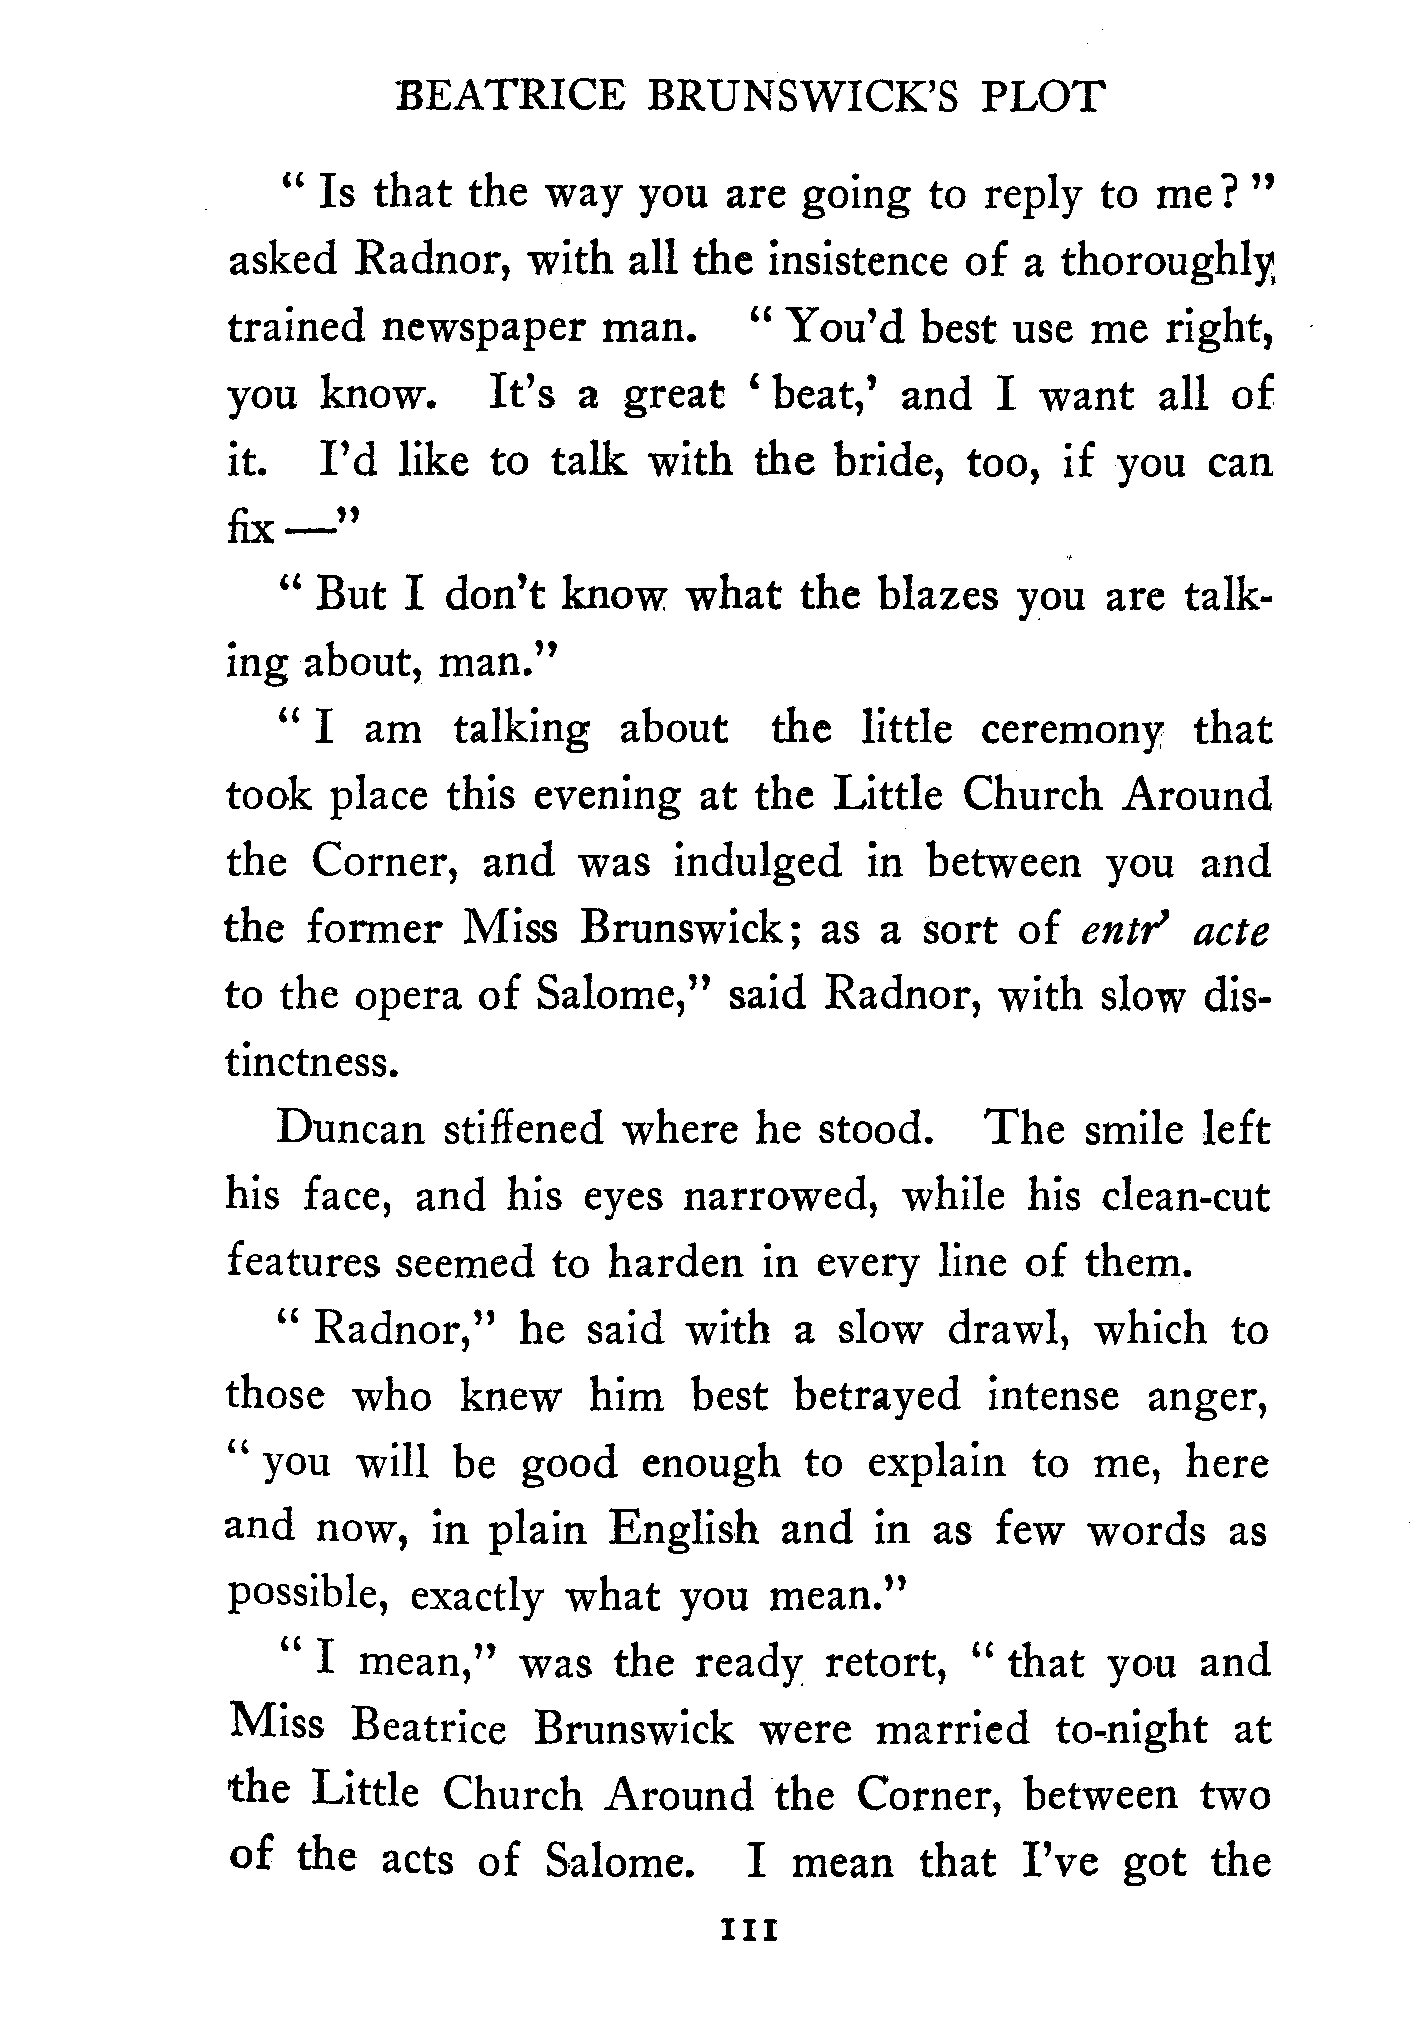 BEATRICE BRUNSWICK'S PLOT
" Is that the way you are going to reply to me? "
asked Radnor, with all the insistence of a thoroughly
trained newspaper man. " You'd best use me right,
you know. It's a great ' beat,' and I want all of
it. I'd like to talk with the bride, too, if you can
fix —"
" But I don't know what the blazes you are talk-
ing about, man."
" I am talking about the little ceremony that
took place this evening at the Little Church Around
the Corner, and was indulged in between you and
the former Miss Brunswick; as a sort of entr' acte
to the opera of Salome," said Radnor, with slow dis-
tinctness.
Duncan stiffened where he stood. The smile left
his face, and his eyes narrowed, while his clean-cut
features seemed to harden in every line of them.
" Radnor," he said with a slow drawl, which to
those who knew him best betrayed intense anger,
" you will be good enough to explain to me, here
and now, in plain English and in as few words as
possible, exactly what you mean."
" I mean," was the ready retort, " that you and
Miss Beatrice Brunswick were married to-night at
the Little Church Around the Corner, between two
of the acts of Salome. I mean that I've got the
111